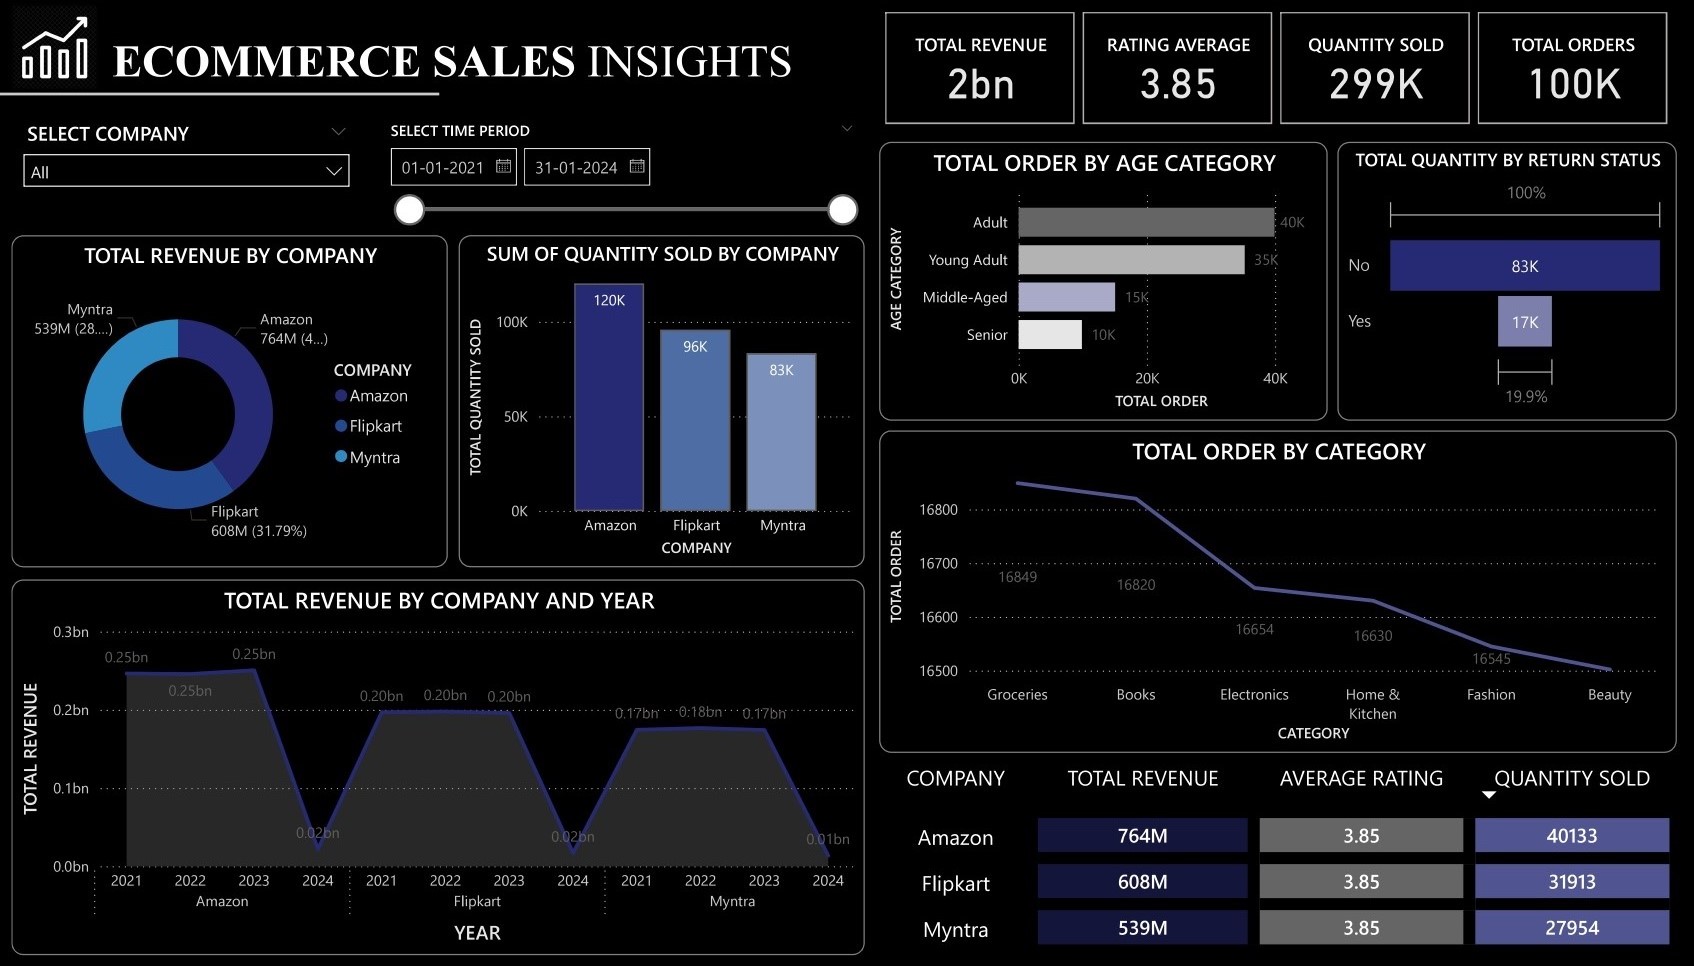 ECOMMERCE SALES INSIGHTS
TOTAL REVENUE
2bn
RATING AVERAGE
3.85
QUANTITY SOLD
299K
TOTAL ORDERS
100K
SELECT COMPANY
All
SELECT TIME PERIOD
01-01-2021
31-01-2024
TOTAL REVENUE BY COMPANY
Myntra
539M (28....)
Amazon
764M (4...)
Flipkart
608M (31.79%)
COMPANY
Amazon
Flipkart
Myntra
SUM OF QUANTITY SOLD BY COMPANY
TOTAL QUANTITY SOLD
100K
50K
0K
120K
96K
83K
Amazon
Flipkart
Myntra
COMPANY
TOTAL ORDER BY AGE CATEGORY
AGE CATEGORY
Adult
40K
Young Adult
35K
Middle-Aged
15K
Senior
10K
0K
20K
40K
TOTAL ORDER
TOTAL QUANTITY BY RETURN STATUS
100%
No
83K
Yes
17K
19.9%
TOTAL REVENUE BY COMPANY AND YEAR
TOTAL REVENUE
0.3bn
0.2bn
0.1bn
0.0bn
0.25bn
0.25bn
0.25bn
0.02bn
0.20bn
0.20bn
0.20bn
0.02bn
0.17bn
0.18bn
0.17bn
0.01bn
2021
2022
2023
2024
2021
2022
2023
2024
2021
2022
2023
2024
Amazon
Flipkart
Myntra
YEAR
TOTAL ORDER BY CATEGORY
TOTAL ORDER
16800
16700
16600
16500
16849
16820
16654
16630
16545
Groceries
Books
Electronics
Home &
Kitchen
Fashion
Beauty
CATEGORY
COMPANY
TOTAL REVENUE
AVERAGE RATING
QUANTITY SOLD
Amazon
764M
3.85
40133
Flipkart
608M
3.85
31913
Myntra
539M
3.85
27954